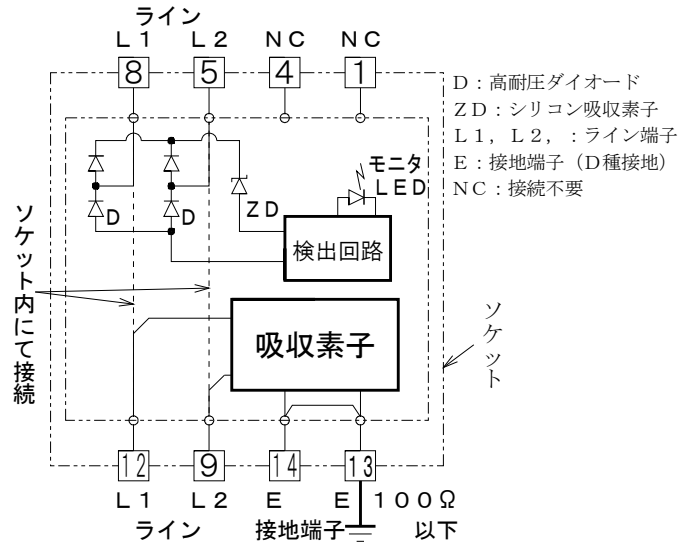 ライン
L1 L2 NC NC
8 5 4 1
D：高耐圧ダイオード
ZD：シリコン吸収素子
L1，L2，：ライン端子
E：接地端子（D種接地）
NC：接続不要
モニタ
LED
D D ZD
検出回路
ソケット内にて接続
吸収素子
ソケット
12 9 14 13
L1 L2 E E 100Ω
ライン 接地端子 以下